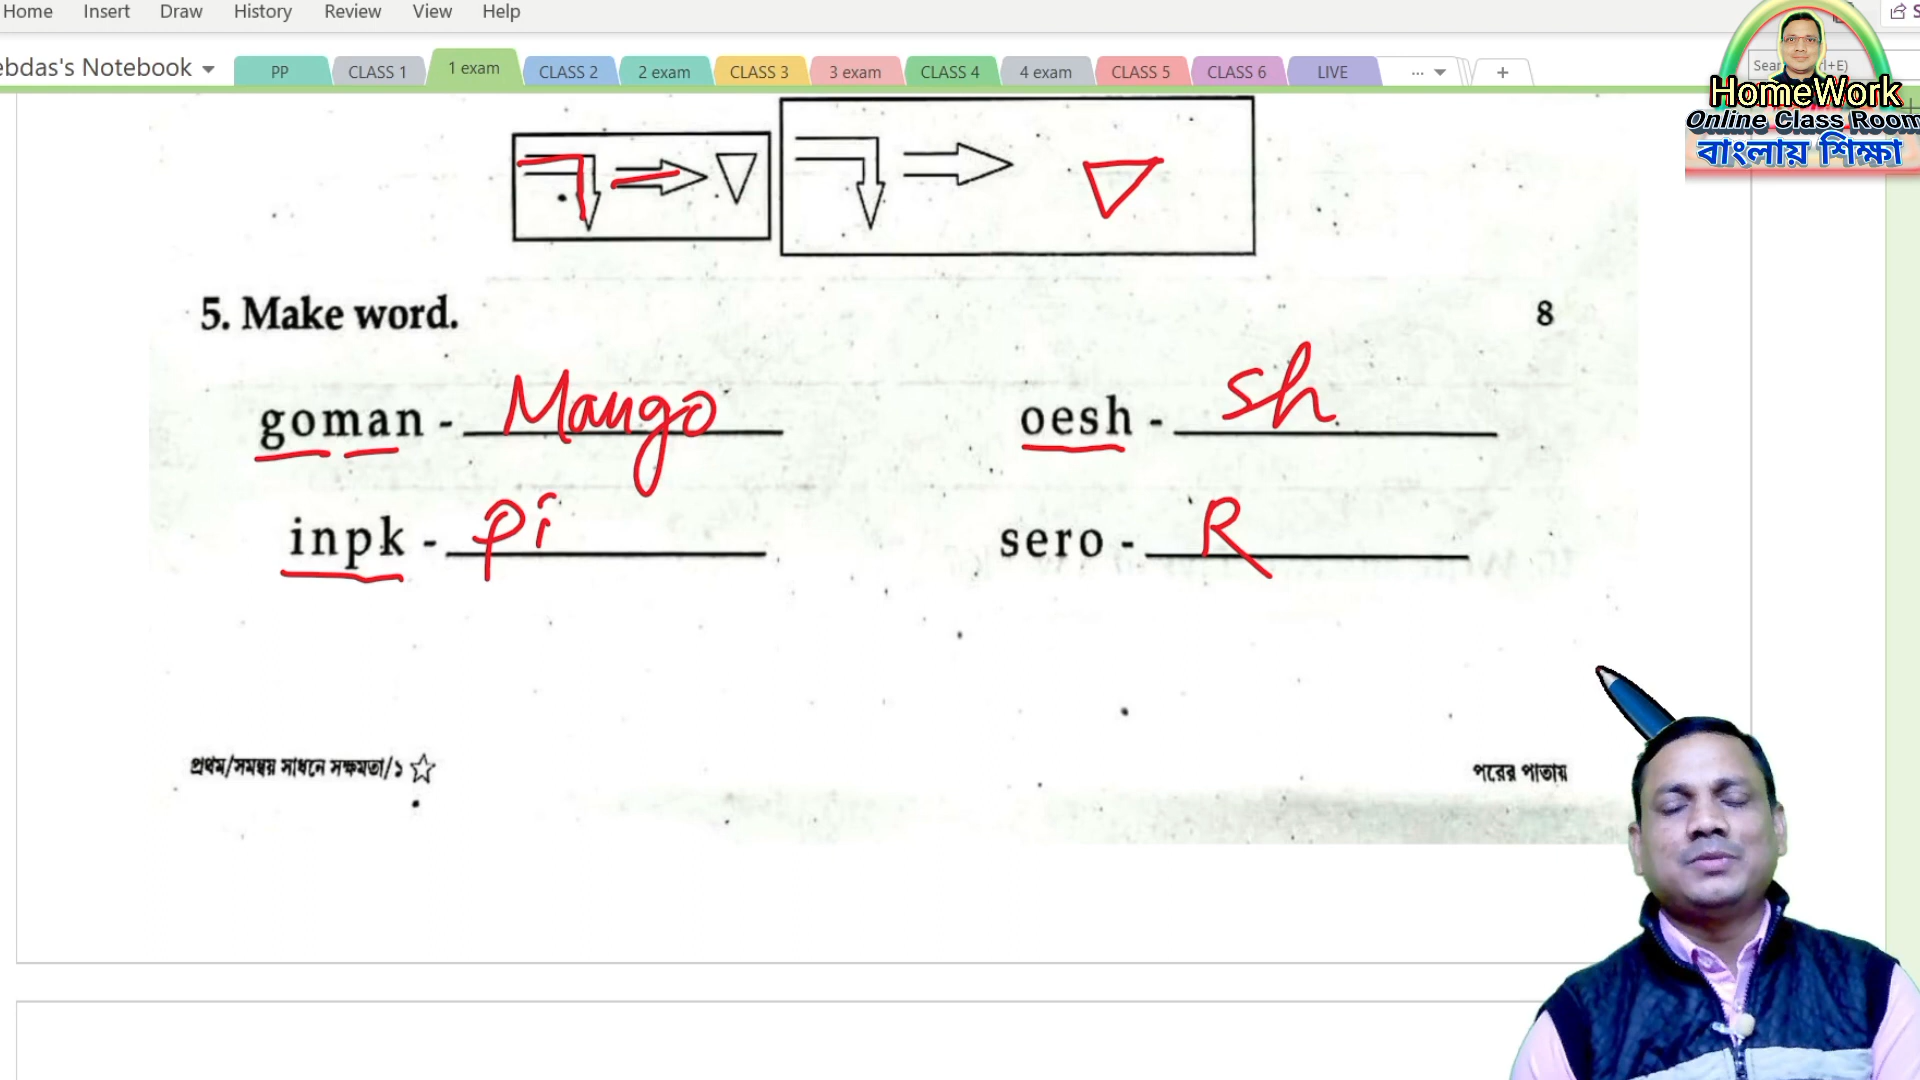 Home Insert Draw History Review View Help
ebdas's Notebook PP CLASS 1 1 exam CLASS 2 2 exam CLASS 3 3 exam CLASS 4 4 exam CLASS 5 CLASS 6 LIVE ... +
HomeWork
Online Class Room
বাংলায় শিক্ষা
5. Make word. 8
goman - Mango oesh - sh
inpk - Pi sero - R
প্রথম/সমন্বয় সাধনে সক্ষমতা/১ পরের পাতায়